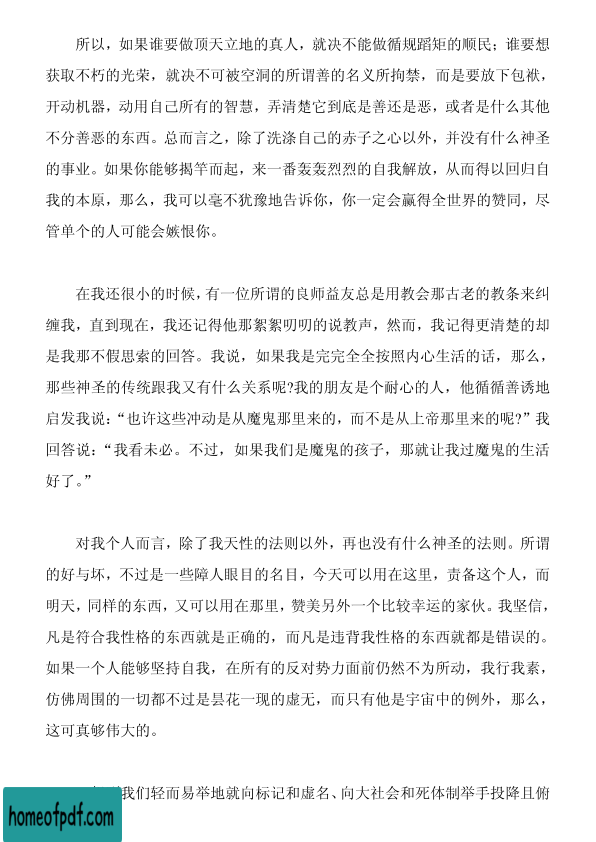 所以，如果谁要做顶天立地的真人，就决不能做循规蹈矩的顺民；谁要想
获取不朽的光荣，就决不可被空洞的所谓善的名义所拘禁，而是要放下包袱，
开动机器，动用自己所有的智慧，弄清楚它到底是善还是恶，或者是什么其他
不分善恶的东西。总而言之，除了洗涤自己的赤子之心以外，并没有什么神圣
的事业。如果你能够揭竿而起，来一番轰轰烈烈的自我解放，从而得以回归自
我的本原，那么，我可以毫不犹豫地告诉你，你一定会赢得全世界的赞同，尽
管单个的人可能会嫉恨你。
在我还很小的时候，有一位所谓的良师益友总是用教会那古老的教条来纠
缠我，直到现在，我还记得他那絮絮叨叨的说教声，然而，我记得更清楚的却
是我那不假思索的回答。我说，如果我是完完全全按照内心生活的话，那么，
那些神圣的传统跟我又有什么关系呢?我的朋友是个耐心的人，他循循善诱地
启发我说：“也许这些冲动是从魔鬼那里来的，而不是从上帝那里来的呢?”我
回答说：“我看未必。不过，如果我们是魔鬼的孩子，那就让我过魔鬼的生活
好了。”
对我个人而言，除了我天性的法则以外，再也没有什么神圣的法则。所谓
的好与坏，不过是一些障人眼目的名目，今天可以用在这里，责备这个人，而
明天，同样的东西，又可以用在那里，赞美另外一个比较幸运的家伙。我坚信，
凡是符合我性格的东西就是正确的，而凡是违背我性格的东西就都是错误的。
如果一个人能够坚持自我，在所有的反对势力面前仍然不为所动，我行我素，
仿佛周围的一切都不过是昙花一现的虚无，而只有他是宇宙中的例外，那么，
这可真够伟大的。
我们轻而易举地就向标记和虚名、向大社会和死体制举手投降且俯
homeofpdf.com